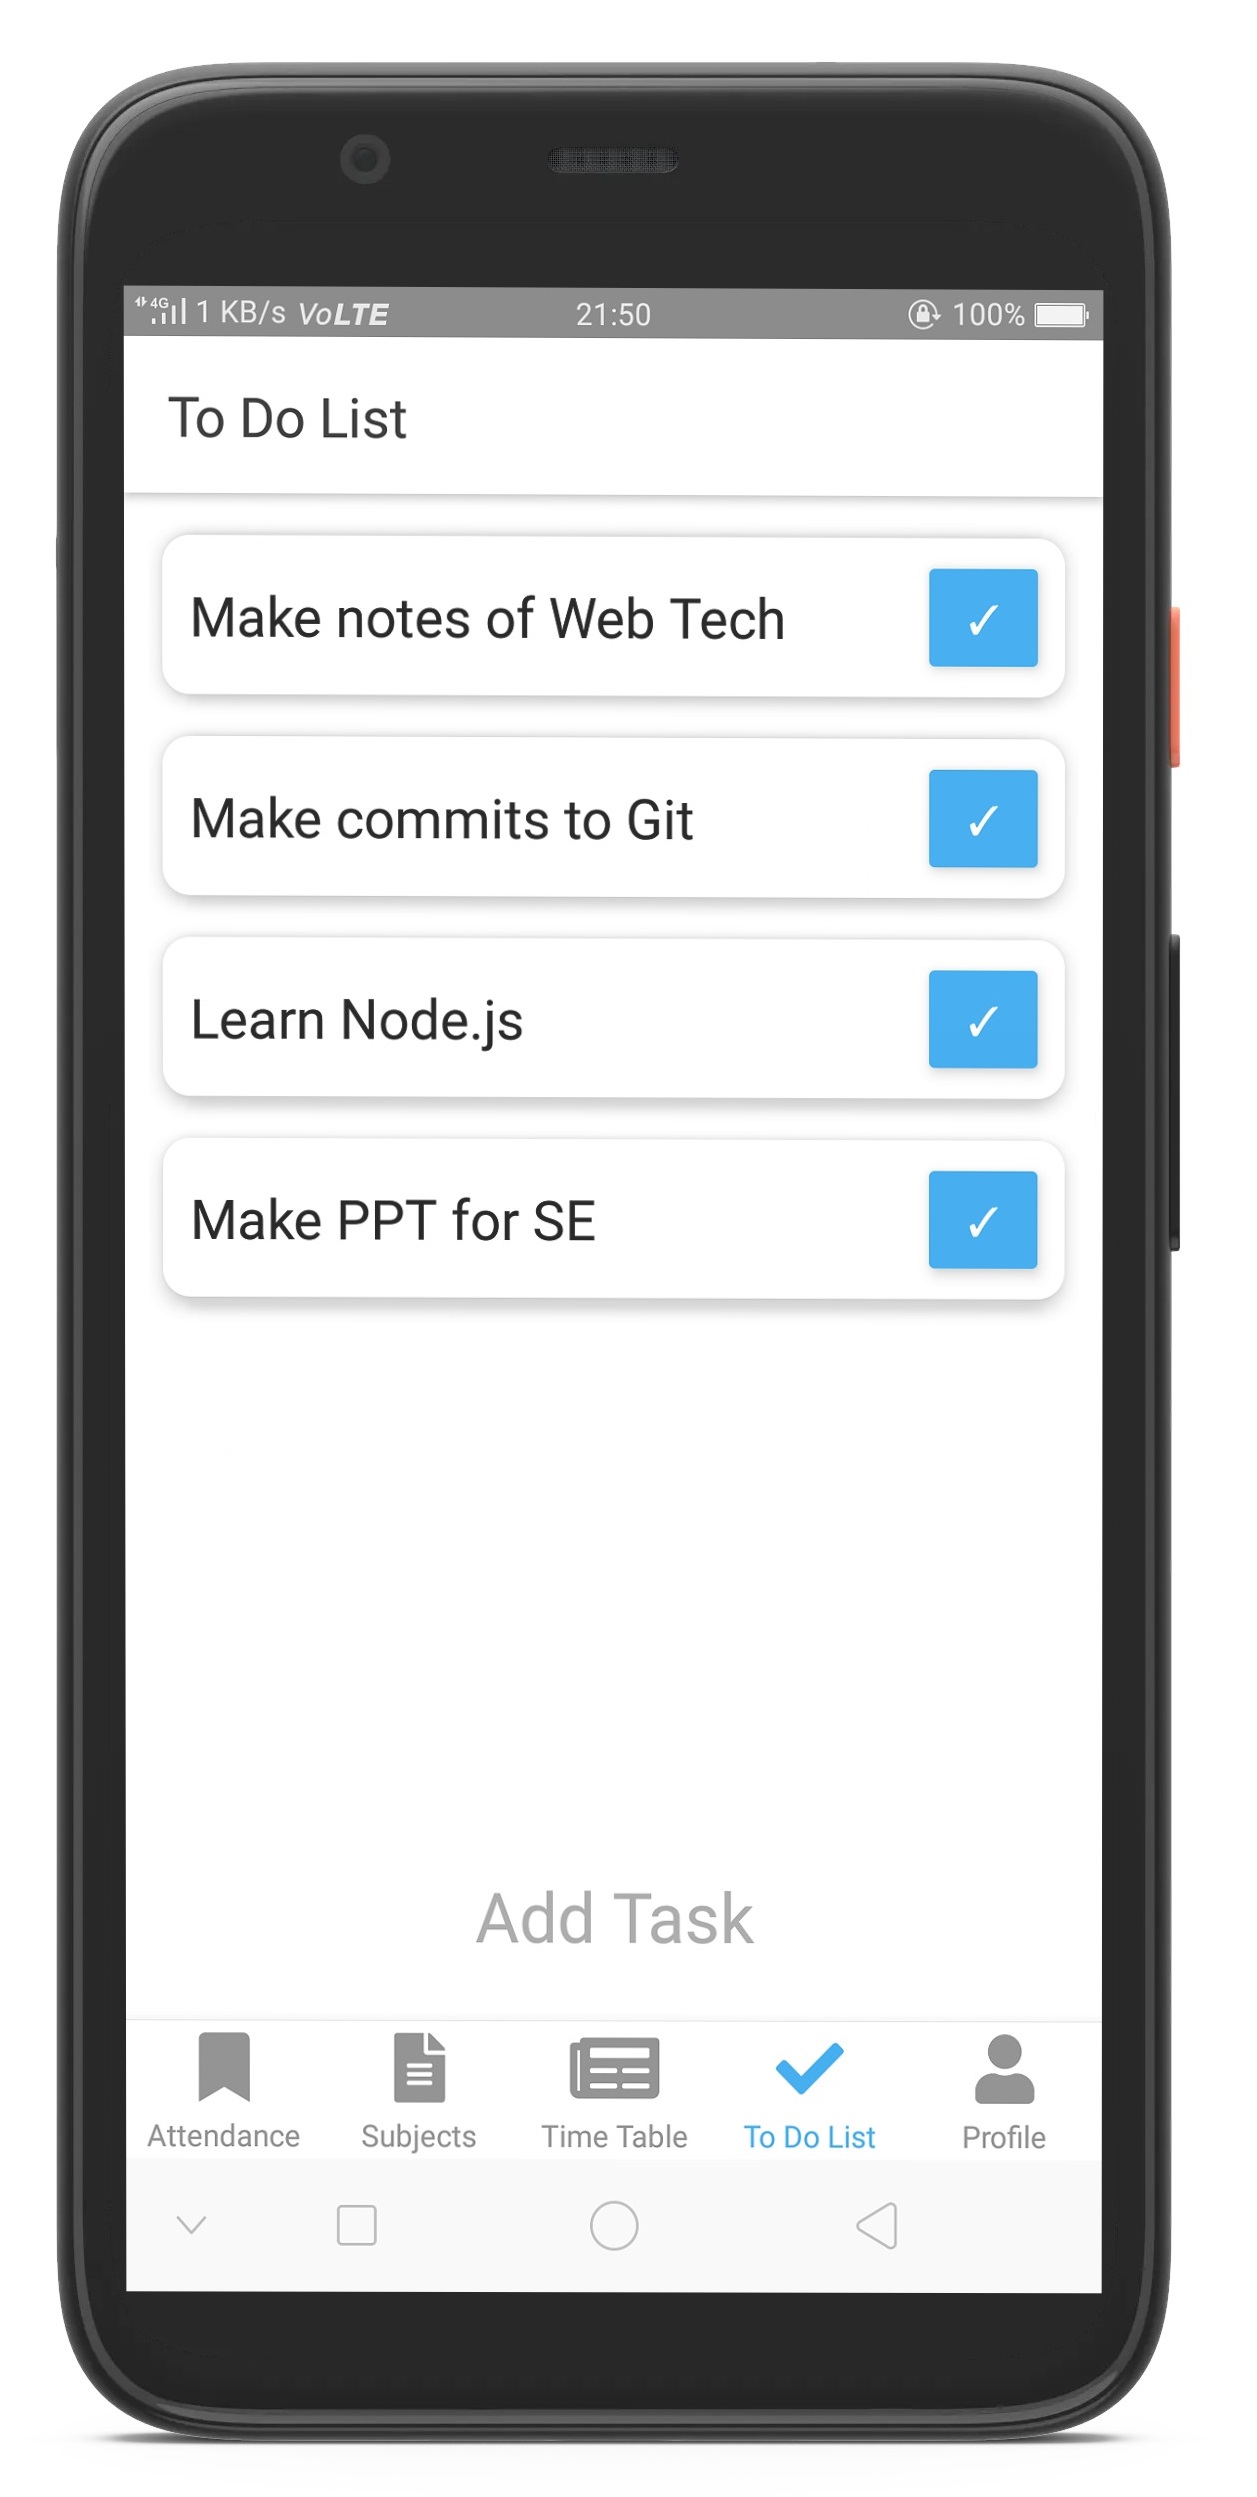 4G 1 KB/s VoLTE 21:50 100%
To Do List
Make notes of Web Tech ✓
Make commits to Git ✓
Learn Node.js ✓
Make PPT for SE ✓
Add Task
Attendance Subjects Time Table To Do List Profile